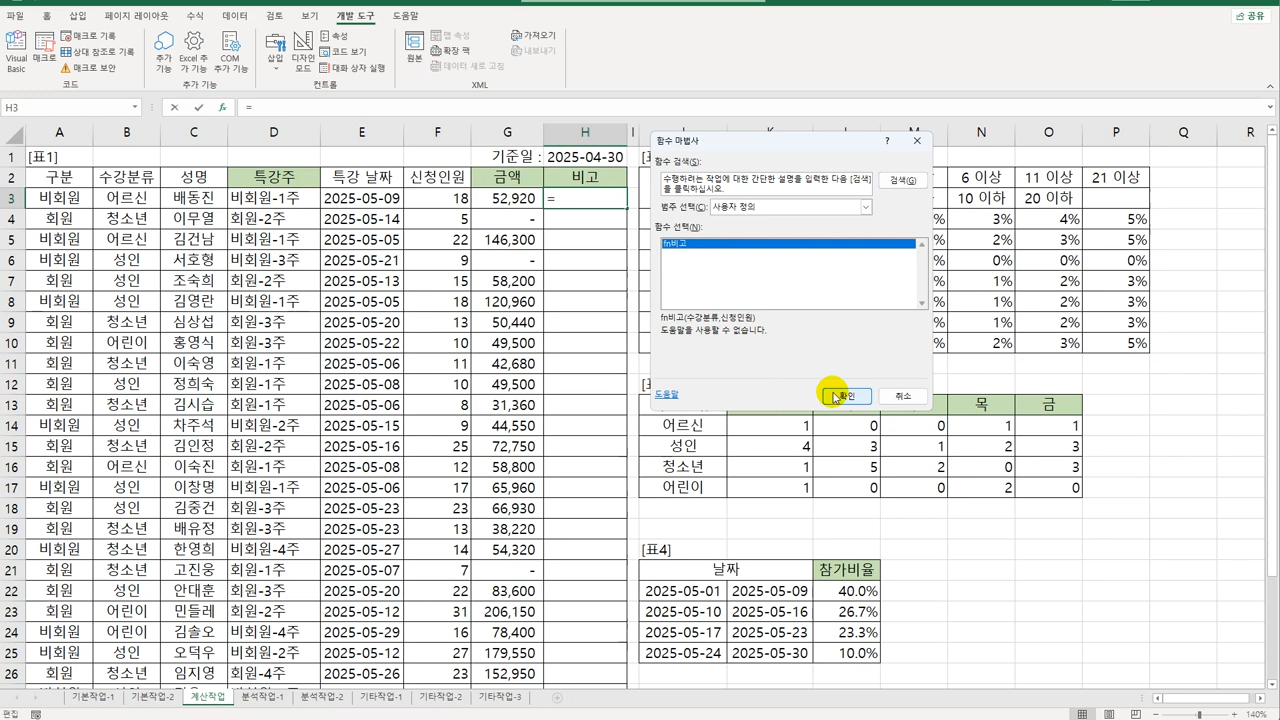 파일 홈 삽입 페이지 레이아웃 수식 데이터 검토 보기 개발 도구 도움말 공유
Visual Basic
매크로
매크로 기록
상대 참조로 기록
매크로 보안
코드
추가 기능
Excel 추가 기능
COM 추가 기능
추가 기능
삽입
디자인 모드
속성
코드 보기
대화 상자 실행
컨트롤
원본
맵 속성
확장 팩
데이터 새로 고침
가져오기
내보내기
XML
H3 fx =
A B C D E F G H I N O P Q R
1 [표1] 기준일 : 2025-04-30
2 구분 수강분류 성명 특강주 특강 날짜 신청인원 금액 비고 6 이상 11 이상 21 이상
3 비회원 어르신 배동진 비회원-1주 2025-05-09 18 52,920 = 10 이하 20 이하
4 회원 청소년 이무열 비회원-2주 2025-05-14 5 - 3% 4% 5%
5 비회원 어르신 김건남 비회원-1주 2025-05-05 22 146,300 2% 3% 5%
6 비회원 성인 서호형 비회원-3주 2025-05-21 9 - 0% 0% 0%
7 회원 성인 조숙희 비회원-2주 2025-05-13 15 58,200 1% 2% 3%
8 비회원 성인 김영란 비회원-1주 2025-05-05 18 120,960 1% 2% 3%
9 회원 청소년 심상섭 회원-3주 2025-05-20 13 50,440 1% 2% 3%
10 회원 어린이 홍영식 회원-3주 2025-05-22 10 49,500 2% 3% 5%
11 회원 청소년 이숙영 회원-1주 2025-05-06 11 42,680
12 회원 성인 정희숙 회원-1주 2025-05-08 10 49,500
13 회원 청소년 김시습 회원-1주 2025-05-06 8 31,360 목 금
14 비회원 성인 차주석 회원-2주 2025-05-15 9 44,550 어르신 1 0 0 1 1
15 회원 성인 김인정 회원-2주 2025-05-16 25 72,750 성인 4 3 1 2 3
16 회원 어르신 이숙진 회원-1주 2025-05-08 12 58,800 청소년 1 5 2 0 3
17 비회원 성인 이창명 회원-1주 2025-05-06 17 65,960 어린이 1 0 0 2 0
18 회원 성인 김중건 회원-3주 2025-05-23 23 66,930
19 회원 청소년 배유정 회원-3주 2025-05-23 13 38,220
20 비회원 청소년 한영희 비회원-4주 2025-05-27 14 54,320 [표4]
21 회원 청소년 고진웅 회원-1주 2025-05-07 7 - 날짜 참가비율
22 회원 성인 안대훈 회원-3주 2025-05-20 22 83,600 2025-05-01 2025-05-09 40.0%
23 회원 어린이 민들레 회원-2주 2025-05-12 31 206,150 2025-05-10 2025-05-16 26.7%
24 비회원 어린이 김솔오 비회원-4주 2025-05-29 16 78,400 2025-05-17 2025-05-23 23.3%
25 비회원 성인 오덕우 비회원-2주 2025-05-12 27 179,550 2025-05-24 2025-05-30 10.0%
26 회원 청소년 임지영 회원-4주 2025-05-26 23 152,950
함수 마법사 ?
함수 검색(S):
수행하려는 작업에 대한 간단한 설명을 입력한 다음 [검색]
을 클릭하십시오.
검색(G)
범주 선택(C): 사용자 정의
함수 선택(N):
fn비고
fn비고(수강분류,신청인원)
도움말을 사용할 수 없습니다.
도움말 확인 취소
기본작업-1 기본작업-2 계산작업 분석작업-1 분석작업-2 기타작업-1 기타작업-2 기타작업-3
편집 140%